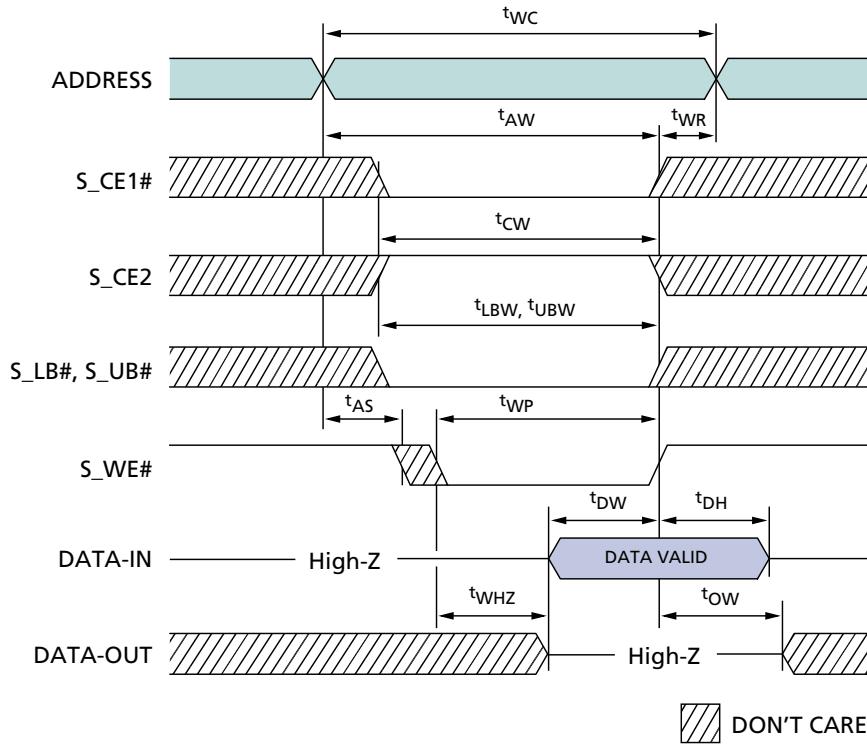 tWC
ADDRESS
tAW
tWR
S_CE1#
tCW
S_CE2
tLBW, tUBW
S_LB#, S_UB#
tAS
tWP
S_WE#
tDW
tDH
DATA-IN
High-Z
DATA VALID
tWHZ
tOW
DATA-OUT
High-Z
DON'T CARE